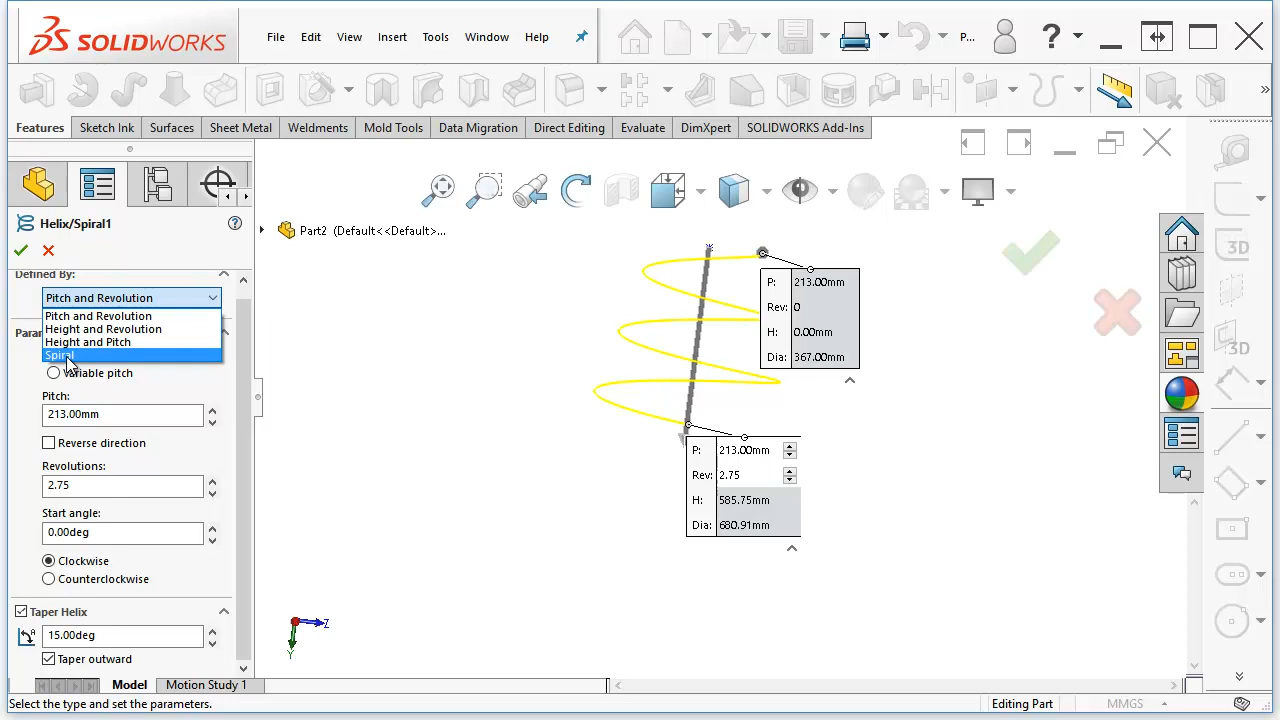 SOLIDWORKS
File Edit View Insert Tools Window Help
P... ?
Features Sketch Ink Surfaces Sheet Metal Weldments Mold Tools Data Migration Direct Editing Evaluate DimXpert SOLIDWORKS Add-Ins
Helix/Spiral1
Part2 (Default<<Default>...
Defined By:
Pitch and Revolution
Pitch and Revolution
Height and Revolution
Height and Pitch
Spiral
Variable pitch
Pitch:
213.00mm
Reverse direction
Revolutions:
2.75
Start angle:
0.00deg
Clockwise
Counterclockwise
Taper Helix
15.00deg
Taper outward
P: 213.00mm
Rev: 0
H: 0.00mm
Dia: 367.00mm
P: 213.00mm
Rev: 2.75
H: 585.75mm
Dia: 680.91mm
Z
Y
3D
3D
Model Motion Study 1
Select the type and set the parameters.
Editing Part
MMGS